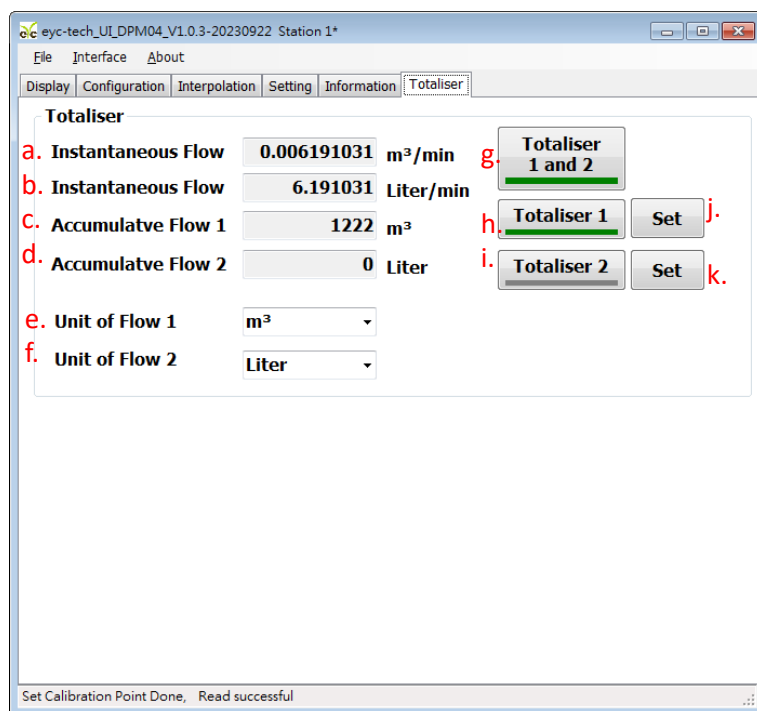 eyc eyc-tech_UI_DPM04_V1.0.3-20230922 Station 1*
File Interface About
Display Configuration Interpolation Setting Information Totaliser
Totaliser
a. Instantaneous Flow 0.006191031 m³/min
b. Instantaneous Flow 6.191031 Liter/min
c. Accumulatve Flow 1 1222 m³
d. Accumulatve Flow 2 0 Liter
e. Unit of Flow 1 m³
f. Unit of Flow 2 Liter
g. Totaliser
1 and 2
h. Totaliser 1 Set j.
i. Totaliser 2 Set k.
Set Calibration Point Done, Read successful